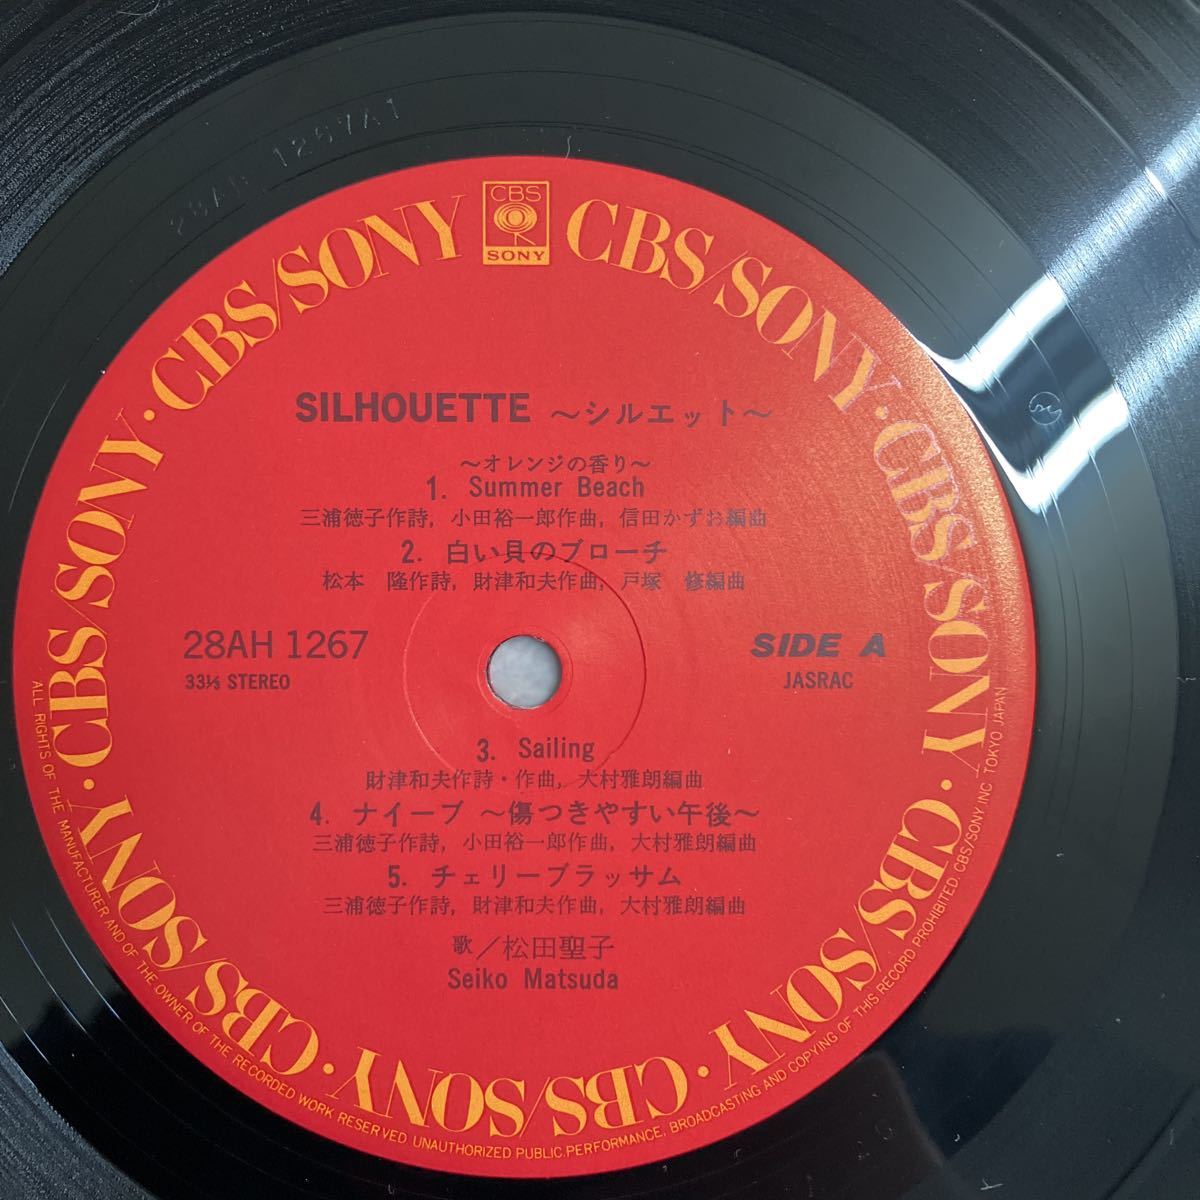 CBS
SONY
CBS/SONY · CBS/SONY · CBS/SONY · CBS/SONY · CBS/SONY · CBS/SONY · CBS/SONY · CBS/SONY · CBS/SONY · CBS/SONY
SILHOUETTE ～シルエット～
～オレンジの香り～
1. Summer Beach
三浦徳子作詩, 小田裕一郎作曲, 信田かずお編曲
2. 白い貝のブローチ
松本 隆作詩, 財津和夫作曲, 戸塚 修編曲
28AH 1267
33⅓ STEREO
SIDE A
JASRAC
3. Sailing
財津和夫作詩・作曲, 大村雅朗編曲
4. ナイーブ ～傷つきやすい午後～
三浦徳子作詩, 小田裕一郎作曲, 大村雅朗編曲
5. チェリーブラッサム
三浦徳子作詩, 財津和夫作曲, 大村雅朗編曲
歌／松田聖子
Seiko Matsuda
ALL RIGHTS OF THE MANUFACTURER AND OF THE OWNER OF THE RECORDED WORK RESERVED UNAUTHORIZED PUBLIC PERFORMANCE, BROADCASTING AND COPYING OF THIS RECORD PROHIBITED. CBS/SONY INC TOKYO JAPAN
28AH 1267A1